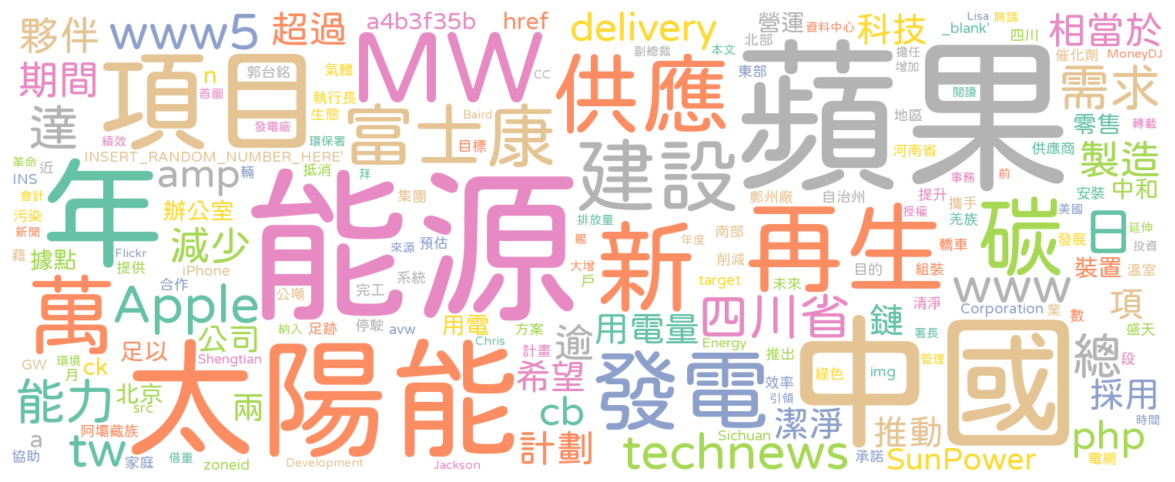 夥伴 www5 超過 a4b3f35b href delivery 營運 科技 Lisa 聘請
_blank' 四川 相當於
北部 資料中心 副總裁 本文
期間 項目 n 郭台銘 氣體 MW cc 供應 東部 蘋果 擔任 增加 催化劑 MoneyDJ
首圖 執行長 生態 地區 閱讀 需求
達 發電廠 環保署 富士康 Baird 目標 零售 轉載
績效 河南省 供應商
INSERT_RANDOM_NUMBER_HERE' 抵消 建設 製造
革命 近 年 amp 輛 拜 事務 前
INS 能源 鄭州廠 自治州 提升 安裝 中和
會計 集團 攜手
污染 辦公室 排放量 新 再生 授權 羌族 碳 美國 日 延伸
新聞 Flickr 減少 來源 預估 賜 年度 南部 轎車 發展 投資
藉 據點 提供 iPhone 系統 大增 削減 目的 組裝 裝置 溫室
合作 完工 戶 target 未來 www
萬 Apple 公噸 停駛 清淨 Corporation 業 項
納入 足跡 avw 用電 方案 用電量 四川省 鏈 數 盛天
公司 Chris 逾 署長
GW 環境 足以 Shengtian 計畫 Energy 推出 中國 管理 總 段
月 ck 太陽能 希望 發電 效率 綠色 img
能力 北京 src 兩 引領 採用
阿壩藏族 cb 潔淨 時間
a tw 家庭 借重 計劃 Sichuan 推動 php
協助 zoneid Development Jackson technews 承諾 SunPower 電網